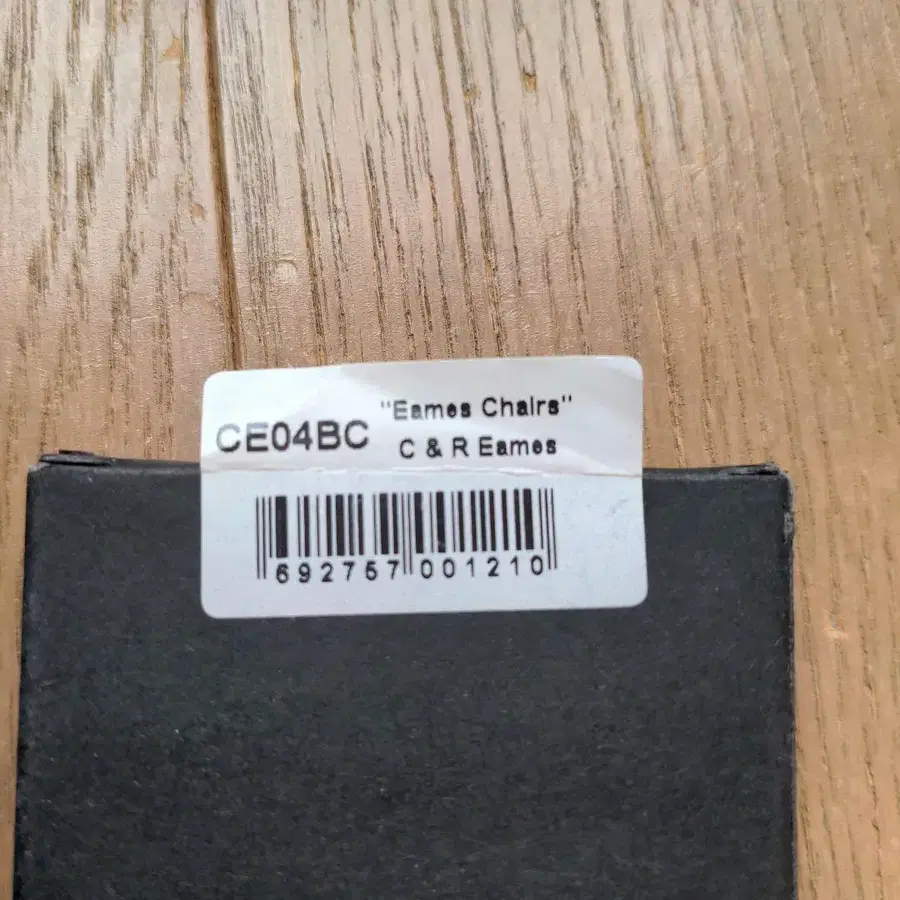 "Eames Chairs"
CE04BC
C & R Eames
692757 001210